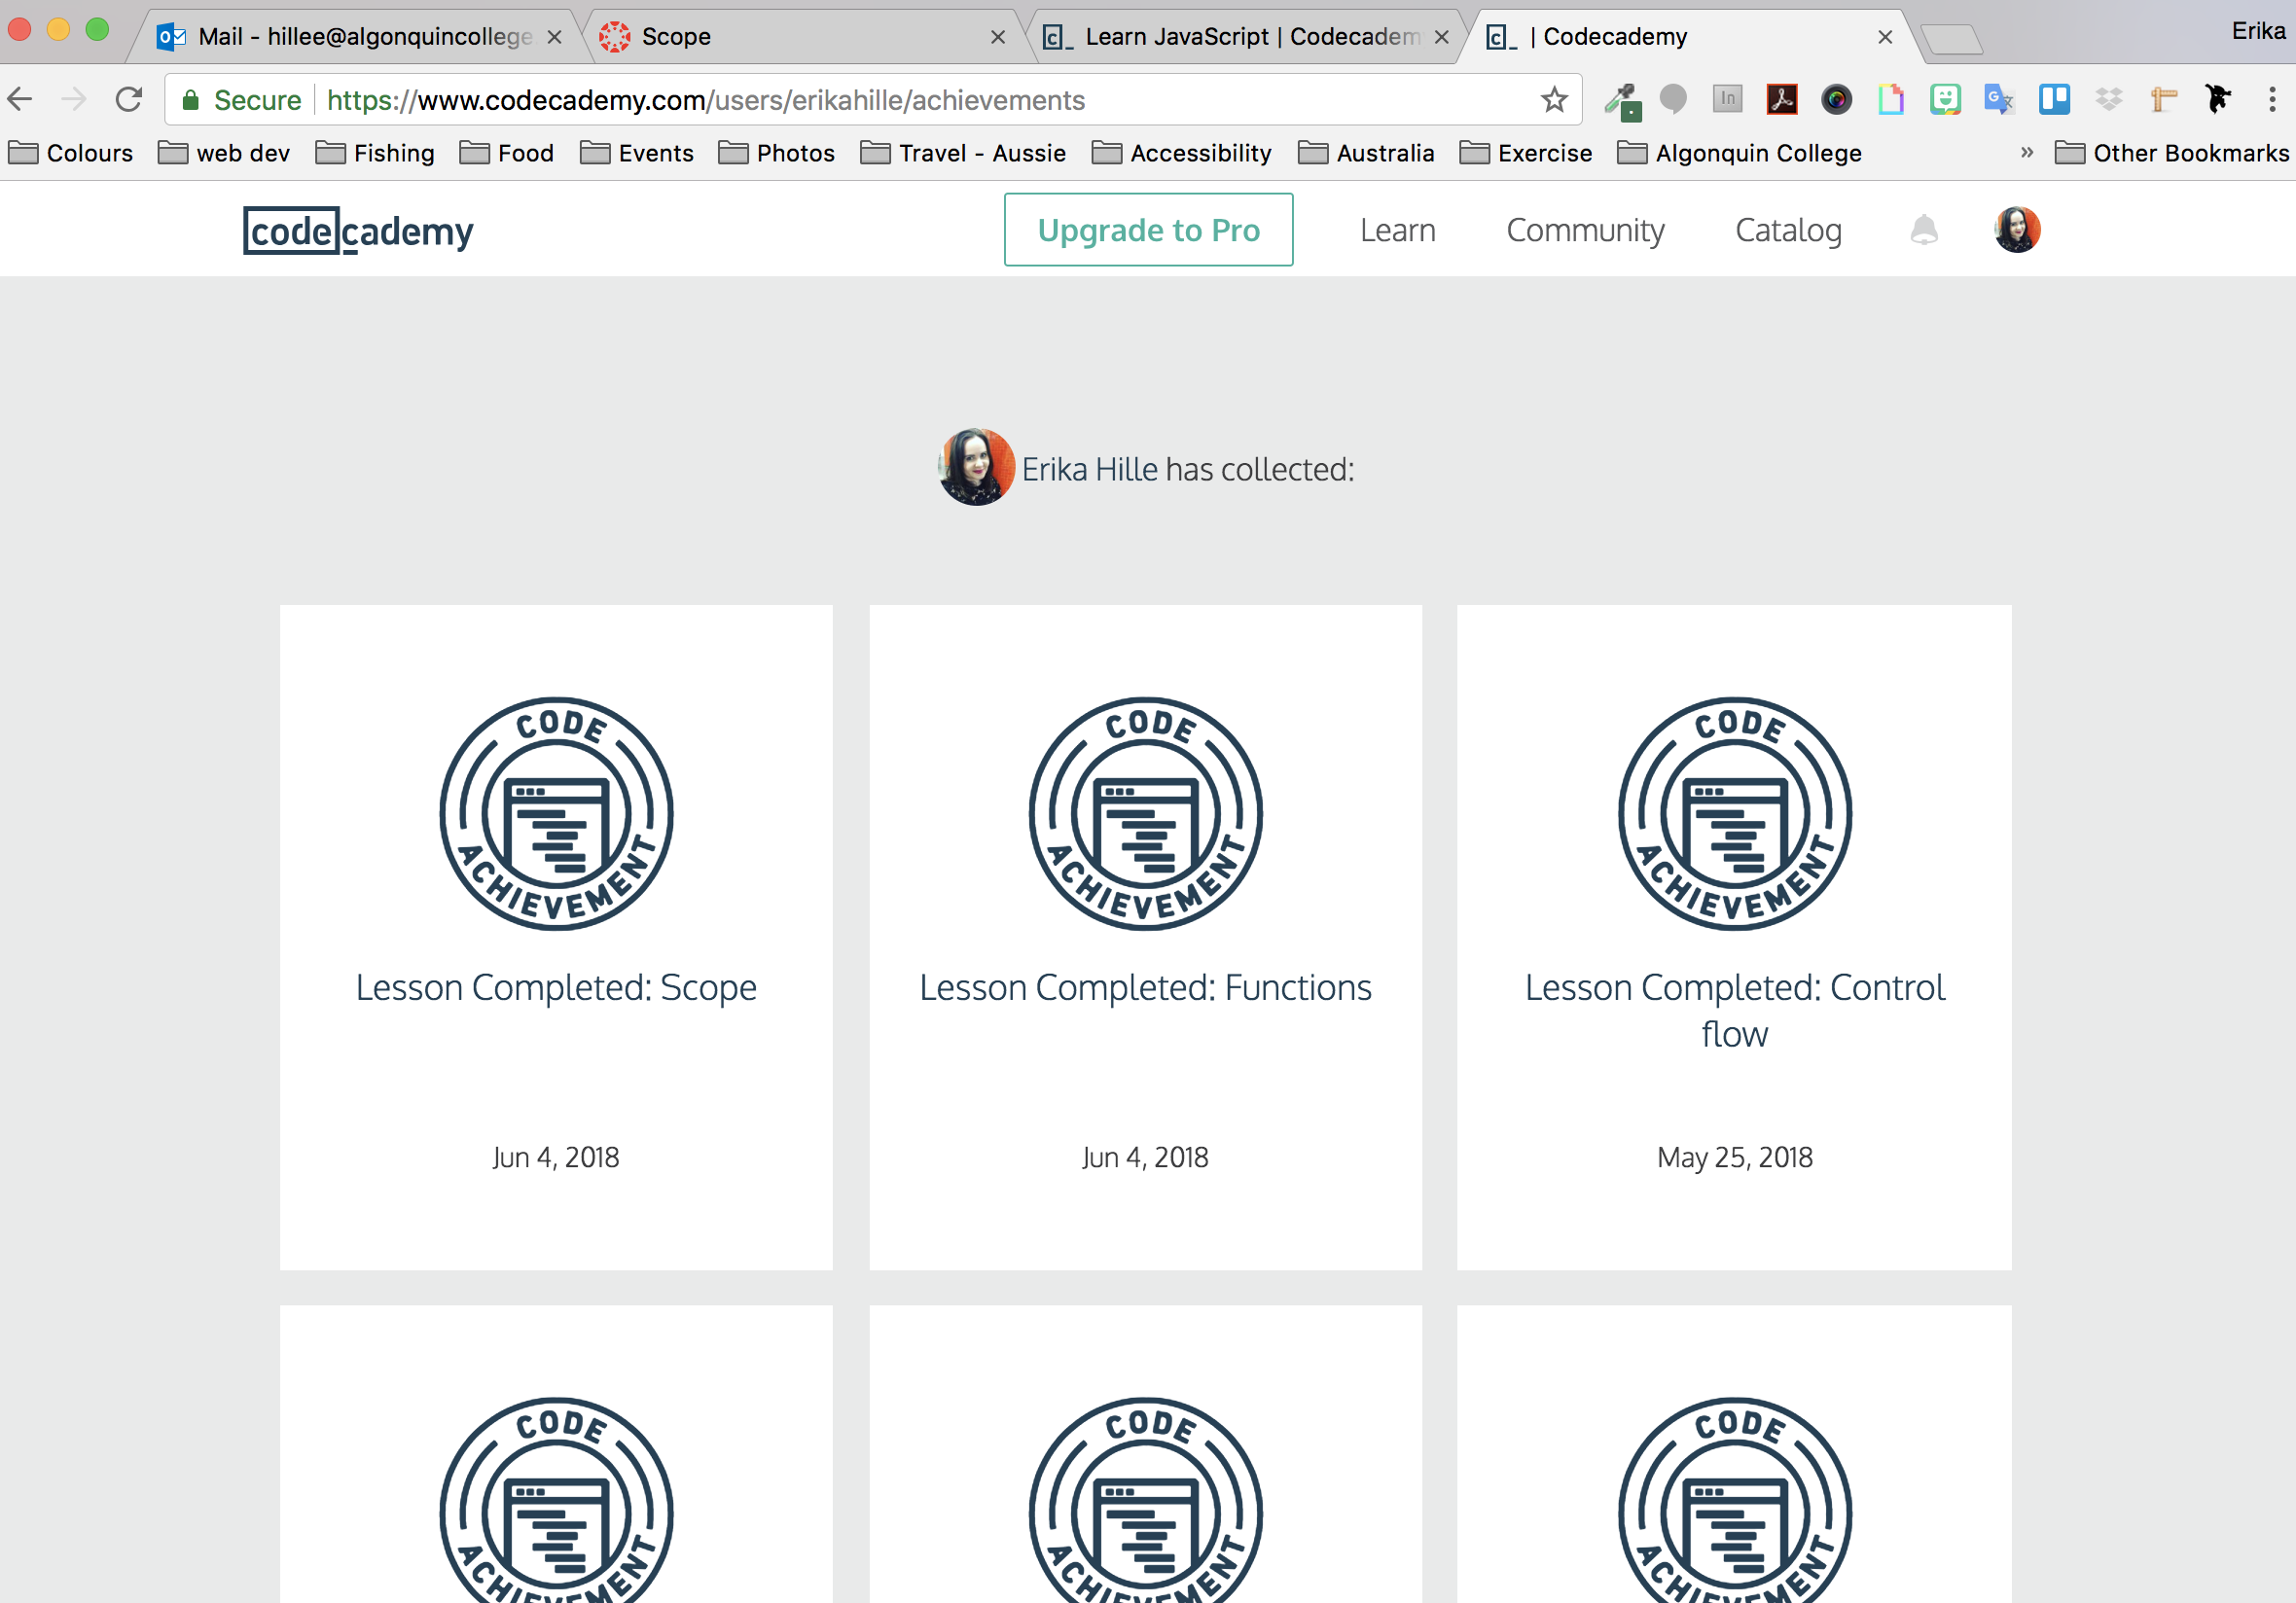 Mail - hillee@algonquincollege
Scope
Learn JavaScript | Codecadem
| Codecademy
Erika
Secure
https://www.codecademy.com/users/erikahille/achievements
Colours
web dev
Fishing
Food
Events
Photos
Travel - Aussie
Accessibility
Australia
Exercise
Algonquin College
»
Other Bookmarks
codecademy
Upgrade to Pro
Learn
Community
Catalog
Erika Hille has collected:
CODE
ACHIEVEMENT
Lesson Completed: Scope
Jun 4, 2018
CODE
ACHIEVEMENT
Lesson Completed: Functions
Jun 4, 2018
CODE
ACHIEVEMENT
Lesson Completed: Control
flow
May 25, 2018
CODE
ACHIEVEMENT
CODE
ACHIEVEMENT
CODE
ACHIEVEMENT